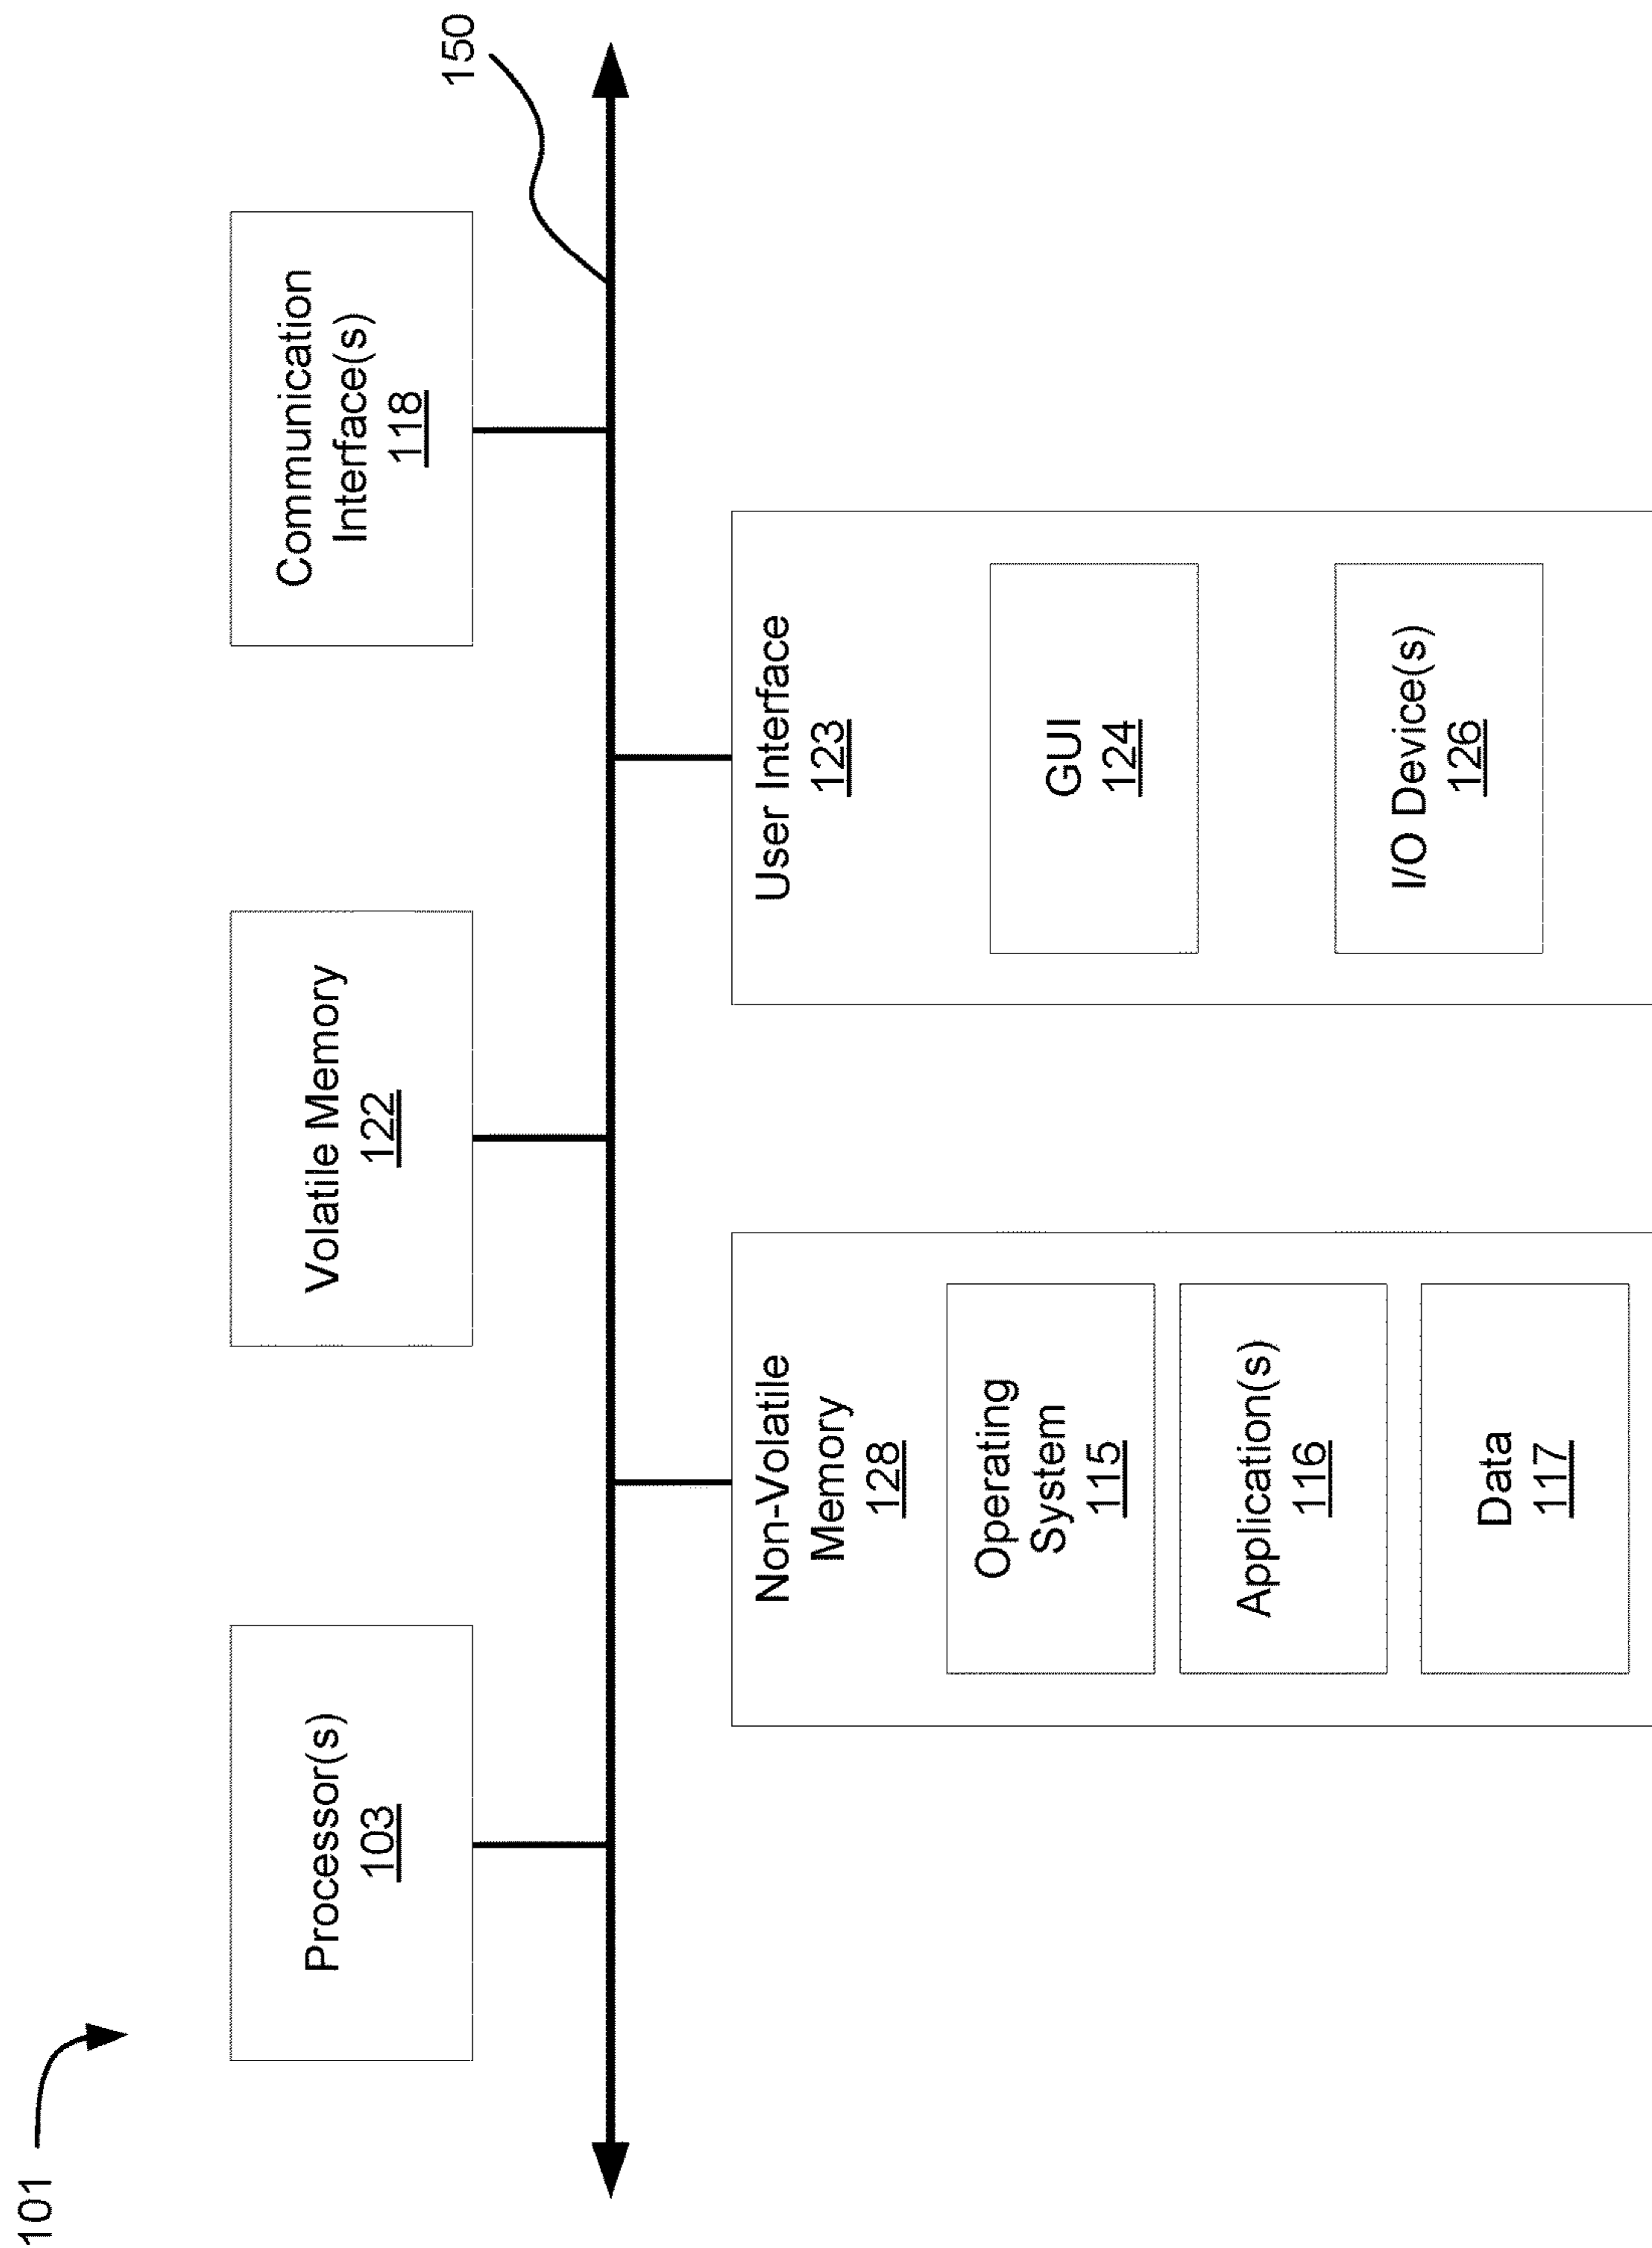 101
Processor(s)
103
Volatile Memory
122
Communication
Interface(s)
118
150
Non-Volatile
Memory
128
Operating
System
115
Application(s)
116
Data
117
User Interface
123
GUI
124
I/O Device(s)
126